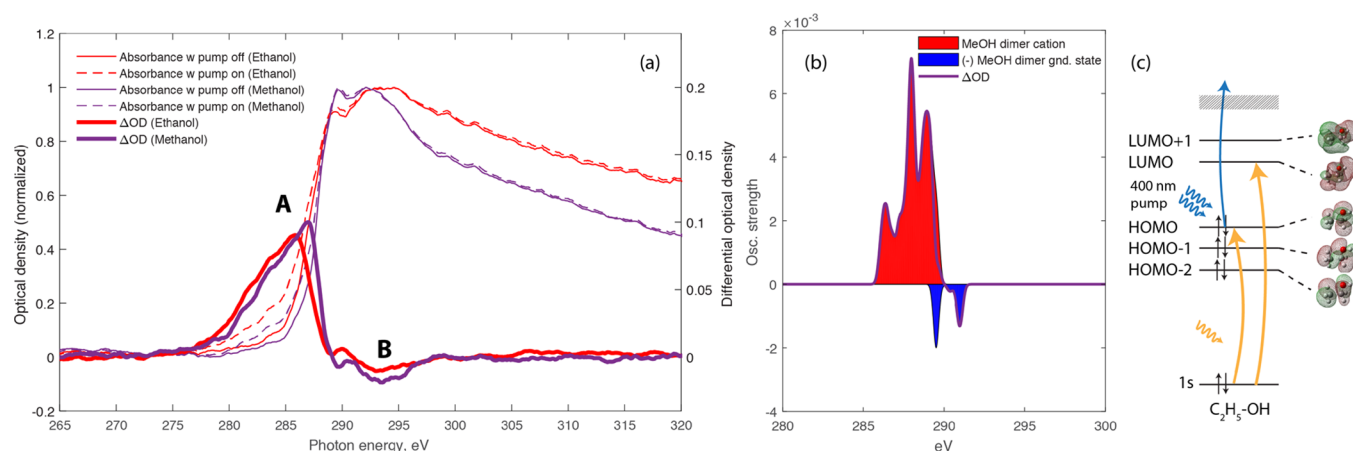 (a)
Optical density (normalized)
1.2
1
0.8
0.6
0.4
0.2
0
-0.2
Absorbance w pump off (Ethanol)
Absorbance w pump on (Ethanol)
Absorbance w pump off (Methanol)
Absorbance w pump on (Methanol)
ΔOD (Ethanol)
ΔOD (Methanol)
A
B
0.2
0.15
0.1
0.05
0
Differential optical density
265 270 275 280 285 290 295 300 305 310 315 320
Photon energy, eV
(b)
×10⁻³
8
6
4
2
0
-2
-4
Osc. strength
MeOH dimer cation
(-) MeOH dimer gnd. state
ΔOD
280 285 290 295 300
eV
(c)
LUMO+1
LUMO
400 nm
pump
HOMO
HOMO-1
HOMO-2
1s
C₂H₅-OH